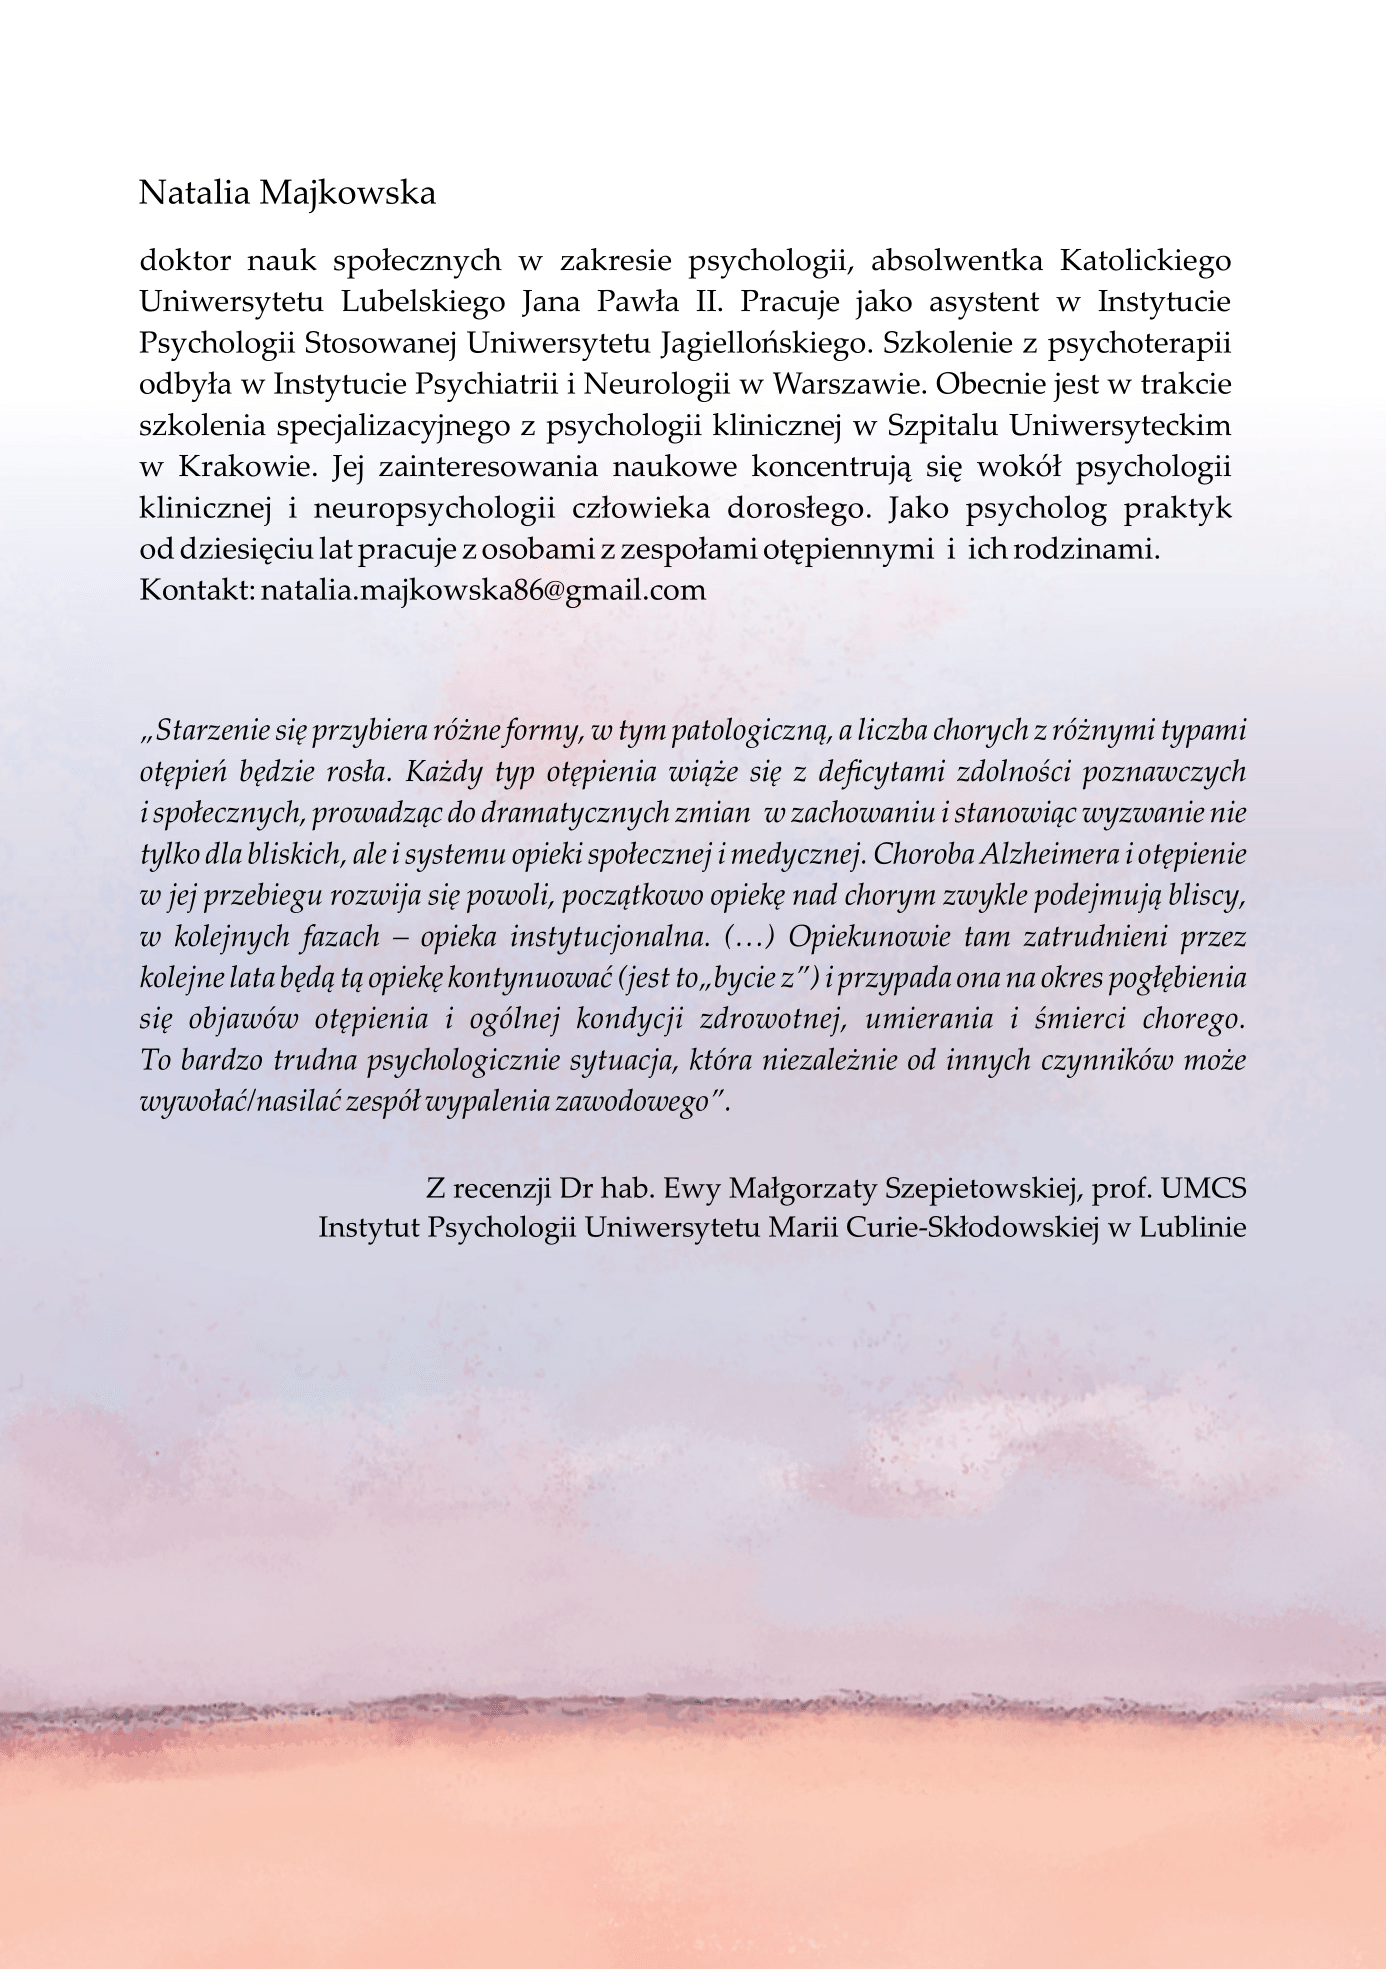 Natalia Majkowska
doktor nauk społecznych w zakresie psychologii, absolwentka Katolickiego
Uniwersytetu Lubelskiego Jana Pawła II. Pracuje jako asystent w Instytucie
Psychologii Stosowanej Uniwersytetu Jagiellońskiego. Szkolenie z psychoterapii
odbyła w Instytucie Psychiatrii i Neurologii w Warszawie. Obecnie jest w trakcie
szkolenia specjalizacyjnego z psychologii klinicznej w Szpitalu Uniwersyteckim
w Krakowie. Jej zainteresowania naukowe koncentrują się wokół psychologii
klinicznej i neuropsychologii człowieka dorosłego. Jako psycholog praktyk
od dziesięciu lat pracuje z osobami z zespołami otępiennymi i ich rodzinami.
Kontakt: natalia.majkowska86@gmail.com
„Starzenie się przybiera różne formy, w tym patologiczną, a liczba chorych z różnymi typami
otępień będzie rosła. Każdy typ otępienia wiąże się z deficytami zdolności poznawczych
i społecznych, prowadząc do dramatycznych zmian w zachowaniu i stanowiąc wyzwanie nie
tylko dla bliskich, ale i systemu opieki społecznej i medycznej. Choroba Alzheimera i otępienie
w jej przebiegu rozwija się powoli, początkowo opiekę nad chorym zwykle podejmują bliscy,
w kolejnych fazach – opieka instytucjonalna. (…) Opiekunowie tam zatrudnieni przez
kolejne lata będą tą opiekę kontynuować (jest to„bycie z”) i przypada ona na okres pogłębienia
się objawów otępienia i ogólnej kondycji zdrowotnej, umierania i śmierci chorego.
To bardzo trudna psychologicznie sytuacja, która niezależnie od innych czynników może
wywołać/nasilać zespół wypalenia zawodowego”.
Z recenzji Dr hab. Ewy Małgorzaty Szepietowskiej, prof. UMCS
Instytut Psychologii Uniwersytetu Marii Curie-Skłodowskiej w Lublinie